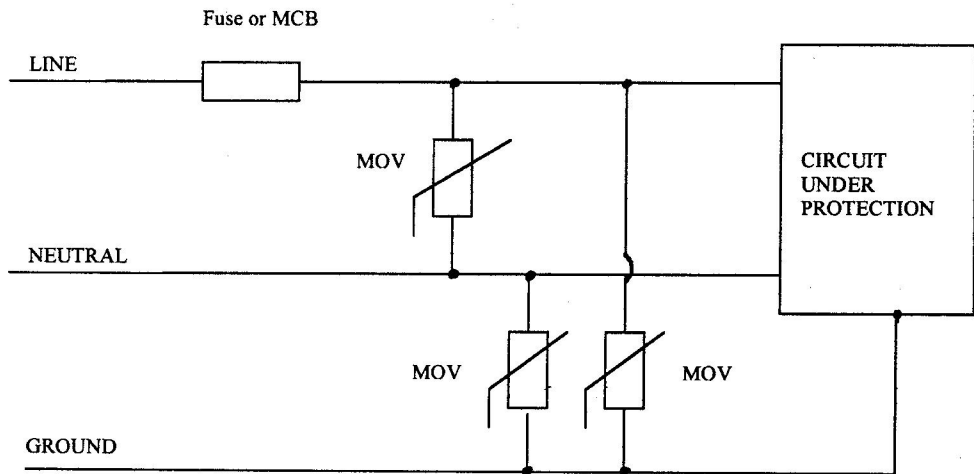 Fuse or MCB
LINE
MOV
CIRCUIT
UNDER
PROTECTION
NEUTRAL
MOV
MOV
GROUND